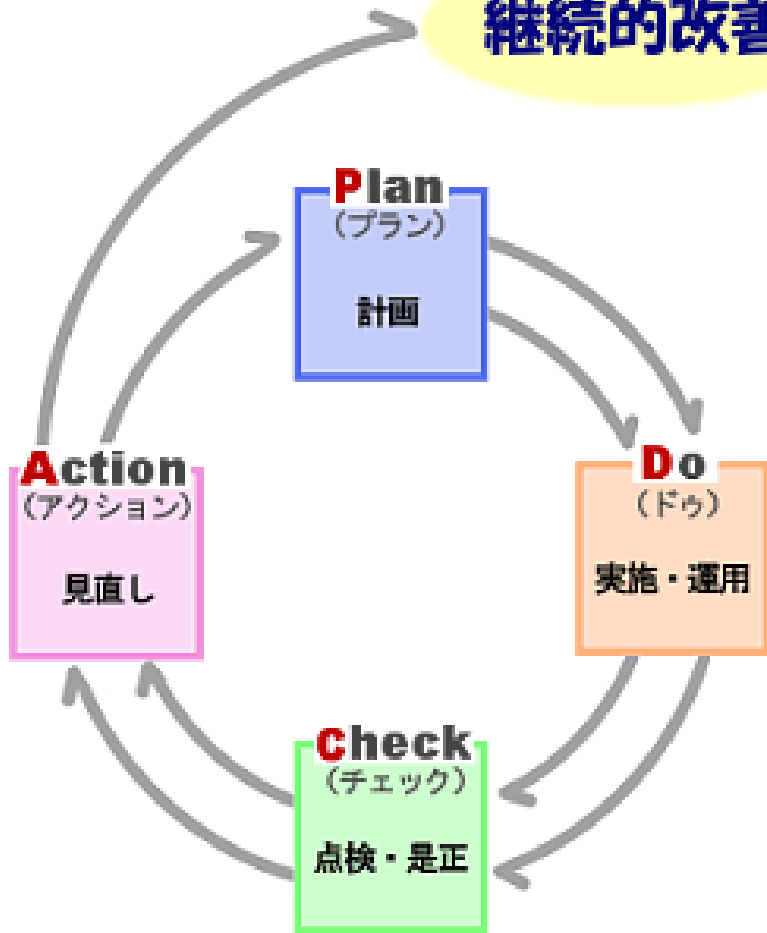 継続的改善
Plan
（プラン）
計画
Do
（ドゥ）
実施・運用
Check
（チェック）
点検・是正
Action
（アクション）
見直し